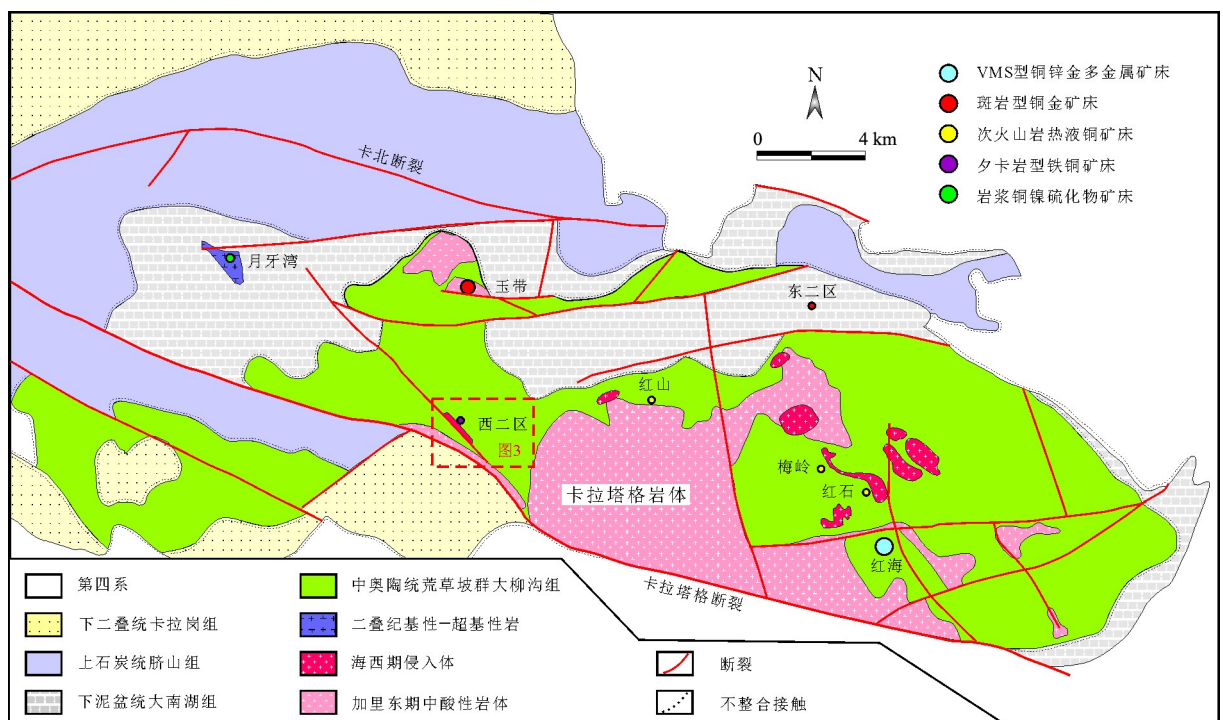 VMS型铜锌金多金属矿床
斑岩型铜金矿床
次火山岩热液铜矿床
夕卡岩型铁铜矿床
岩浆铜镍硫化物矿床
N
0 4 km
卡北断裂
月牙湾
玉带
东二区
红山
西二区
图3
梅岭
红石
卡拉塔格岩体
红海
卡拉塔格断裂
第四系
下二叠统卡拉岗组
上石炭统脐山组
下泥盆统大南湖组
中奥陶统荒草坡群大柳沟组
二叠纪基性—超基性岩
海西期侵入体
加里东期中酸性岩体
断裂
不整合接触